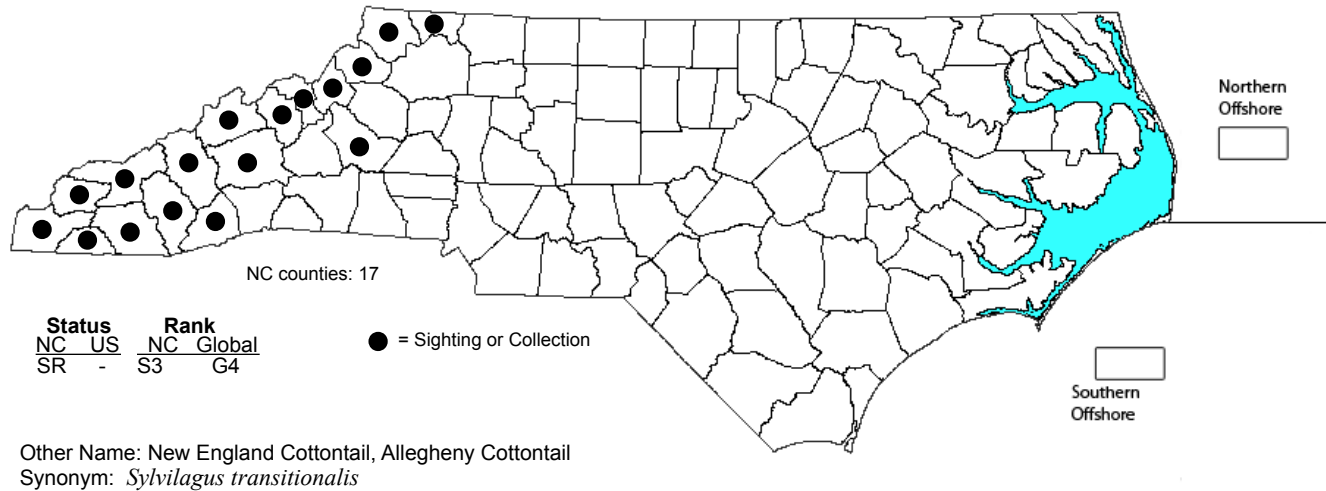 Northern
Offshore
NC counties: 17
Status Rank
NC US NC Global
SR - S3 G4
= Sighting or Collection
Southern
Offshore
Other Name: New England Cottontail, Allegheny Cottontail
Synonym: Sylvilagus transitionalis